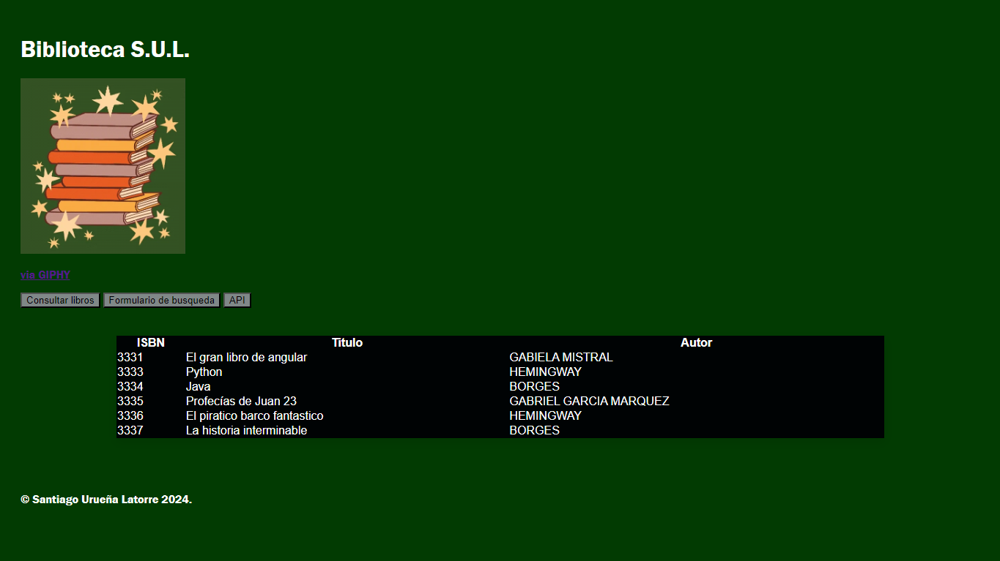 Biblioteca S.U.L.
via GIPHY
Consultar libros Formulario de busqueda API
ISBN Titulo Autor
3331 El gran libro de angular GABIELA MISTRAL
3333 Python HEMINGWAY
3334 Java BORGES
3335 Profecías de Juan 23 GABRIEL GARCIA MARQUEZ
3336 El piratico barco fantastico HEMINGWAY
3337 La historia interminable BORGES
© Santiago Urueña Latorre 2024.